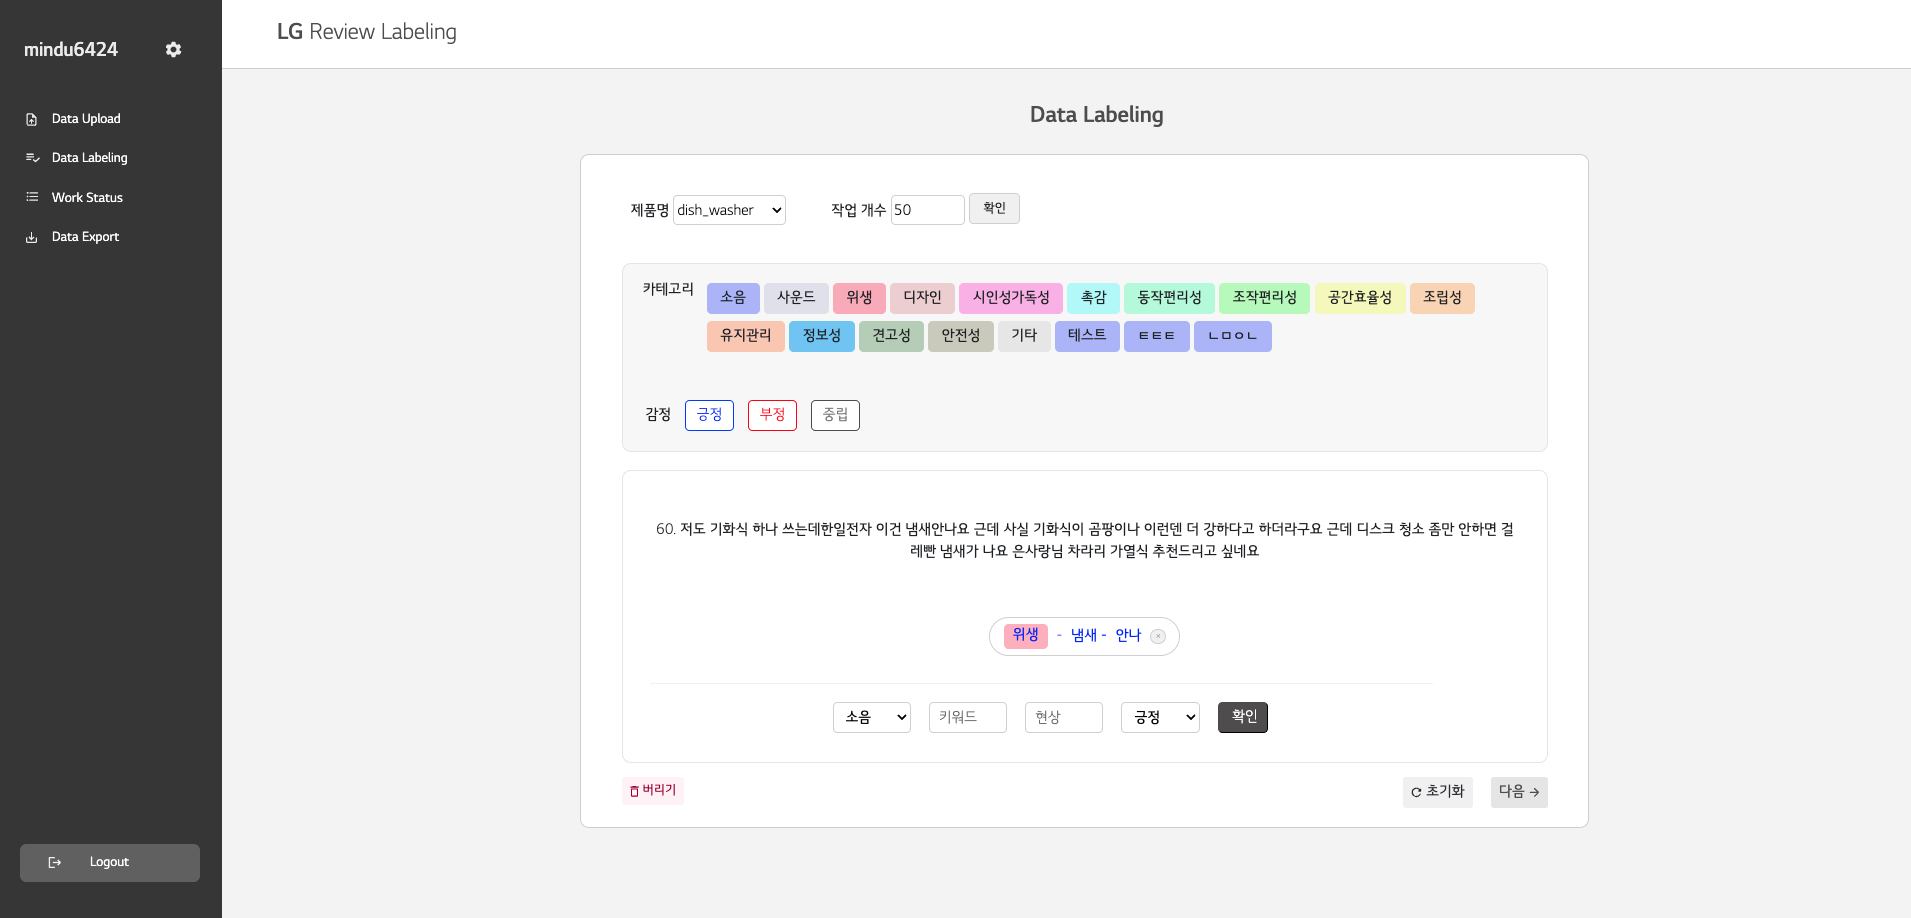 mindu6424
Data Upload
Data Labeling
Work Status
Data Export
Logout
LG Review Labeling
Data Labeling
제품명 dish_washer 작업 개수 50 확인
카테고리 소음 사운드 위생 디자인 시인성가독성 촉감 동작편리성 조작편리성 공간효율성 조립성
유지관리 정보성 견고성 안전성 기타 테스트 ㅌㅌㅌ ㄴㅁㅇㄴ
감정 긍정 부정 중립
60. 저도 기화식 하나 쓰는데한일전자 이건 냄새안나요 근데 사실 기화식이 곰팡이나 이런덴 더 강하다고 하더라구요 근데 디스크 청소 좀만 안하면 걸
레빤 냄새가 나요 은사랑님 차라리 가열식 추천드리고 싶네요
위생 - 냄새 - 안나
소음 키워드 현상 긍정 확인
버리기 초기화 다음